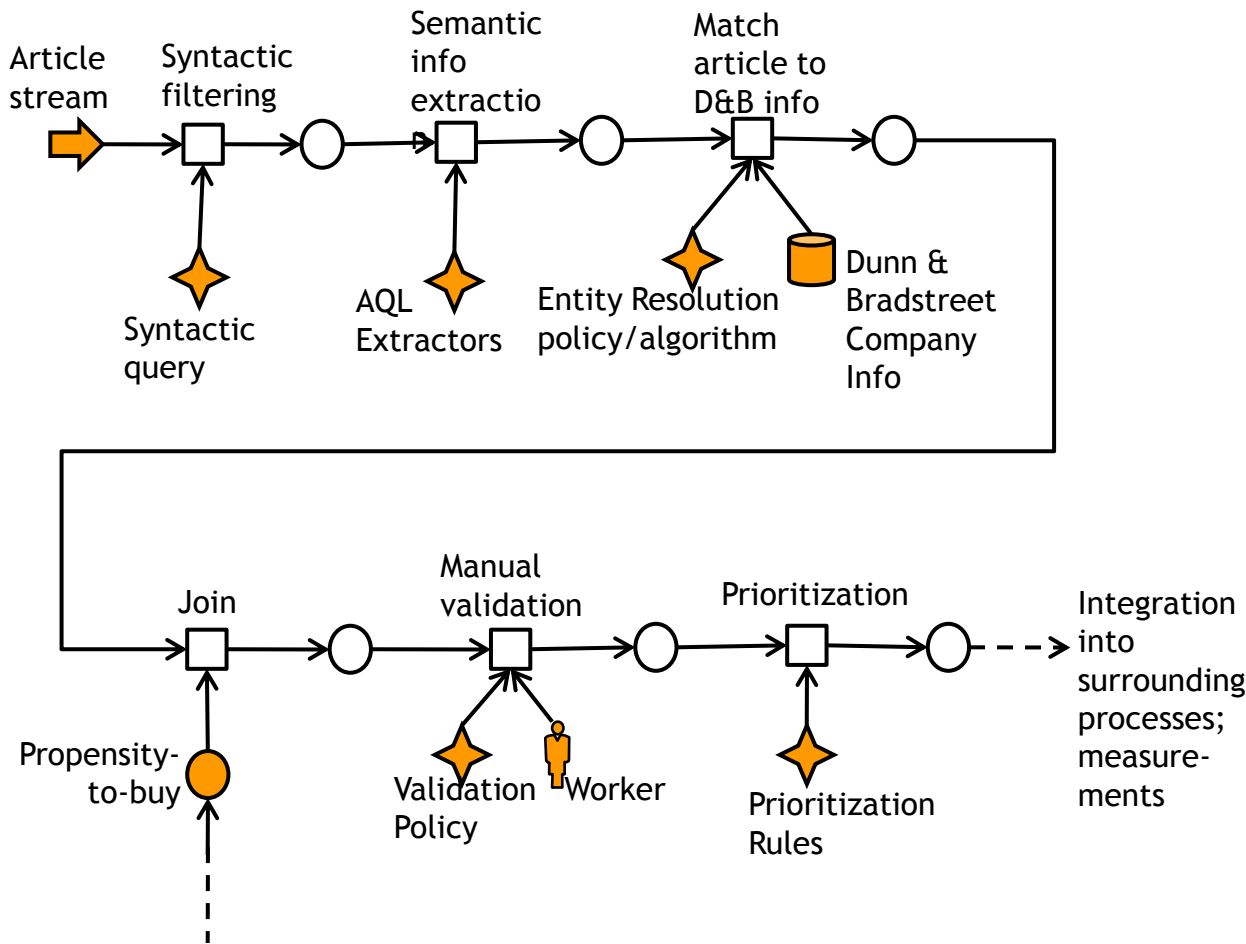 Article
stream
Syntactic
filtering
Semantic
info
extractio
n
Match
article to
D&B info
Syntactic
query
AQL
Extractors
Entity Resolution
policy/algorithm
Dunn &
Bradstreet
Company
Info
Join
Manual
validation
Prioritization
Integration
into
surrounding
processes;
measure-
ments
Propensity-
to-buy
Validation
Policy
Worker
Prioritization
Rules